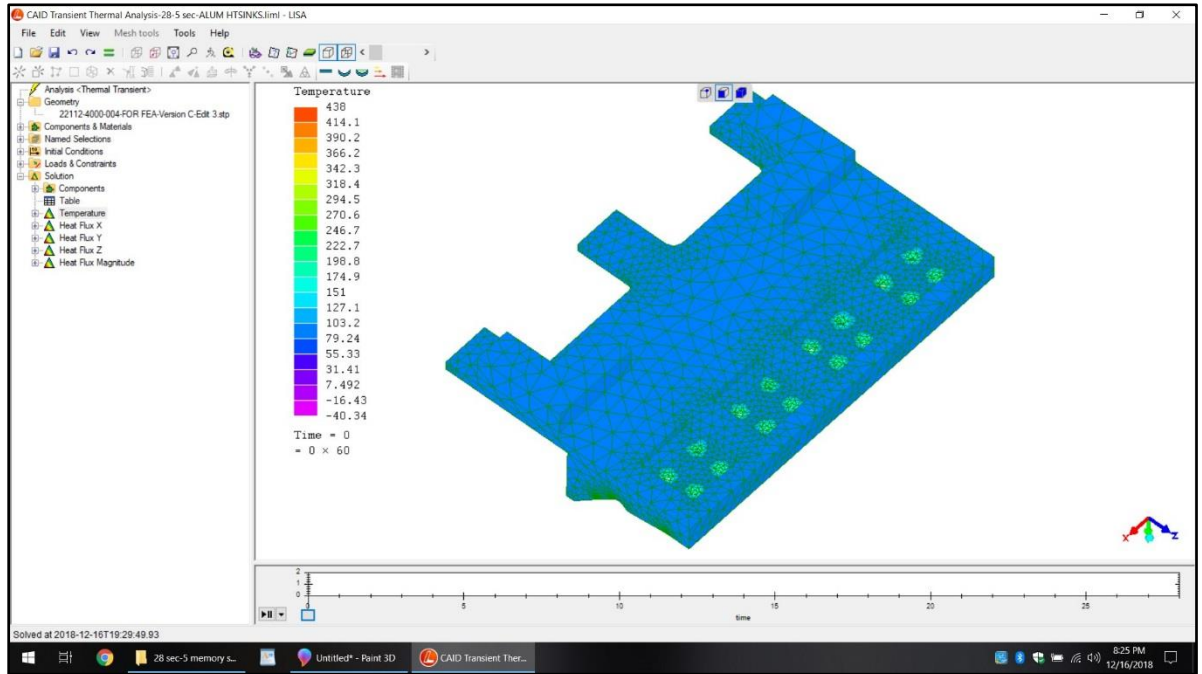 CAID Transient Thermal Analysis-28-5 sec-ALUM HTSINKS.liml - LISA
File Edit View Mesh tools Tools Help
Analysis <Thermal Transient>
Geometry
22112-4000-004-FOR FEA-Version C-Edit 3.stp
Components & Materials
Named Selections
Initial Conditions
Loads & Constraints
Solution
Components
Table
Temperature
Heat Flux X
Heat Flux Y
Heat Flux Z
Heat Flux Magnitude
Temperature
438
414.1
390.2
366.2
342.3
318.4
294.5
270.6
246.7
222.7
198.8
174.9
151
127.1
103.2
79.24
55.33
31.41
7.492
-16.43
-40.34
Time = 0
= 0 × 60
X Z
2
1
0
0 5 10 15 20 25
time
Solved at 2018-12-16T19:29:49.93
28 sec-5 memory s...
Untitled* - Paint 3D
CAID Transient Ther...
8:25 PM
12/16/2018